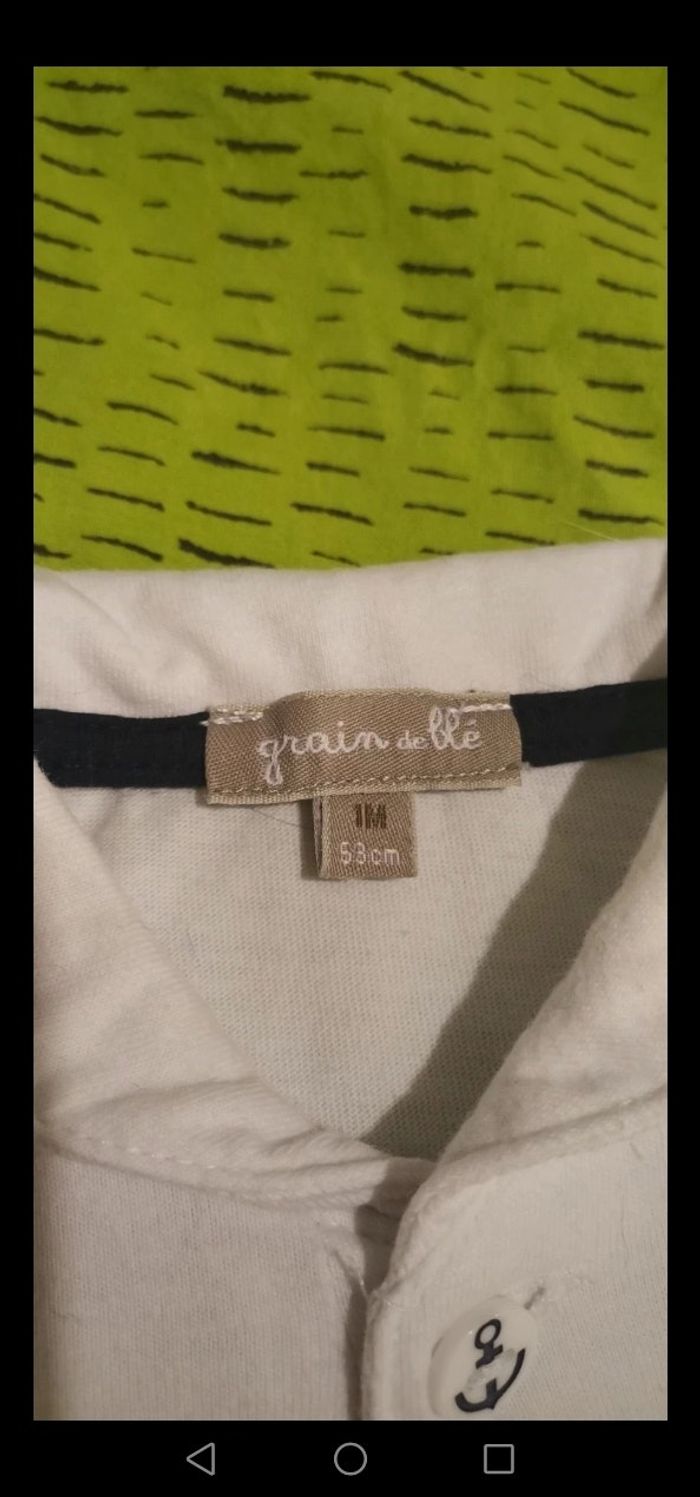 grain de blé
1M
53cm